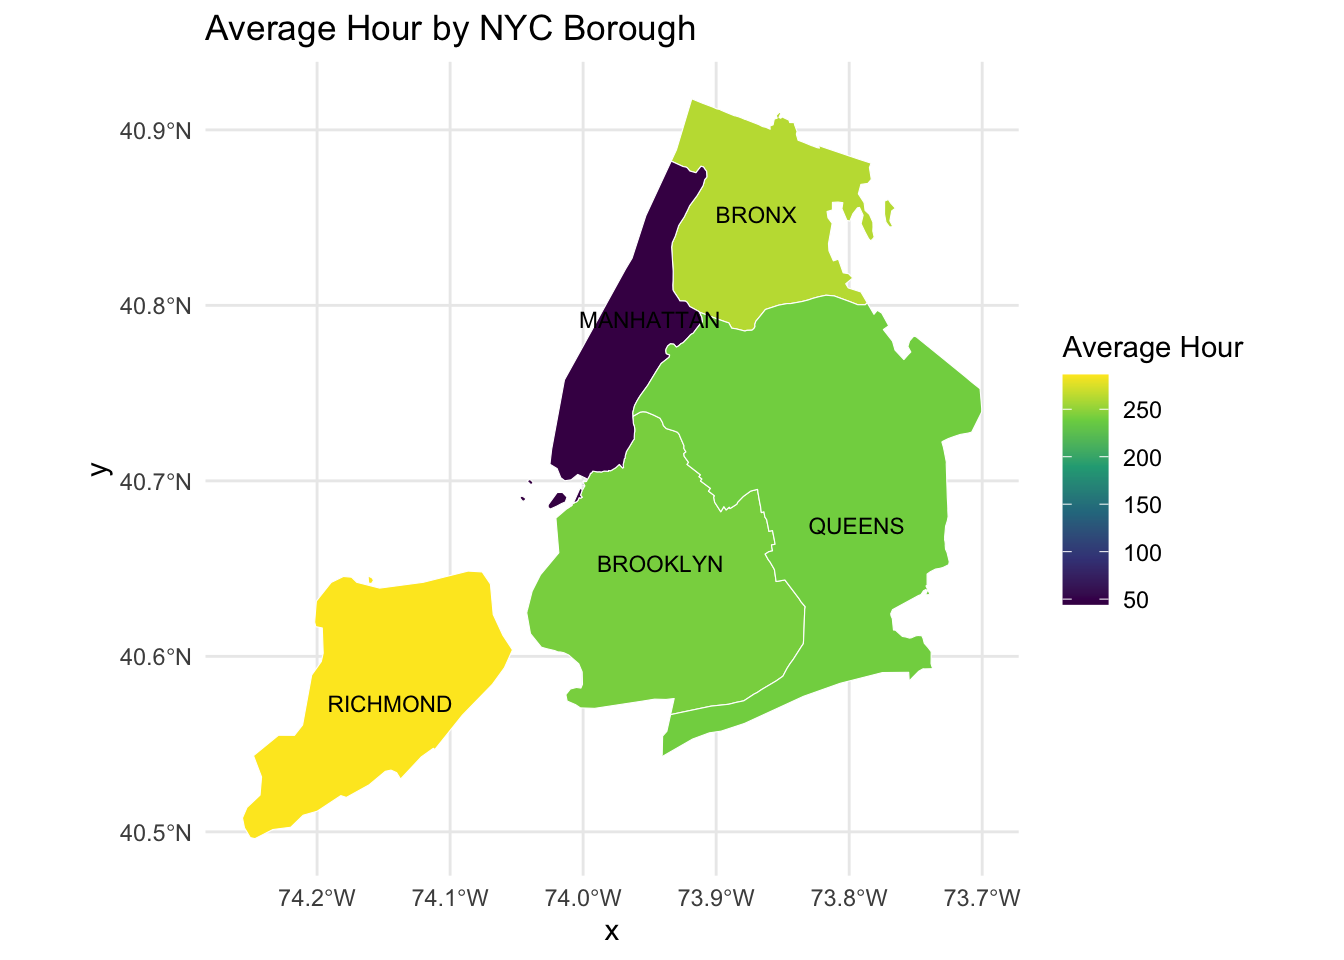 Average Hour by NYC Borough
40.9°N
40.8°N
40.7°N
40.6°N
40.5°N
y
BRONX
MANHATTAN
QUEENS
BROOKLYN
RICHMOND
74.2°W
74.1°W
74.0°W
73.9°W
73.8°W
73.7°W
x
Average Hour
250
200
150
100
50